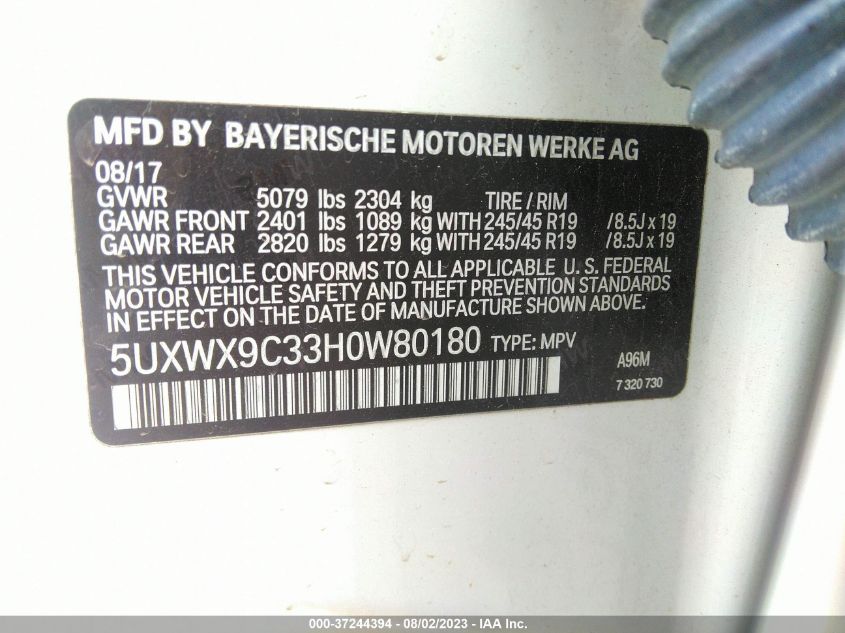 MFD BY BAYERISCHE MOTOREN WERKE AG
08/17
GVWR 5079 lbs 2304 kg TIRE / RIM
GAWR FRONT 2401 lbs 1089 kg WITH 245/45 R19 /8.5J x 19
GAWR REAR 2820 lbs 1279 kg WITH 245/45 R19 /8.5J x 19
THIS VEHICLE CONFORMS TO ALL APPLICABLE U. S. FEDERAL
MOTOR VEHICLE SAFETY AND THEFT PREVENTION STANDARDS
IN EFFECT ON THE DATE OF MANUFACTURE SHOWN ABOVE.
5UXWX9C33H0W80180 TYPE: MPV
A96M
7 320 730
000-37244394 - 08/02/2023 - IAA Inc.